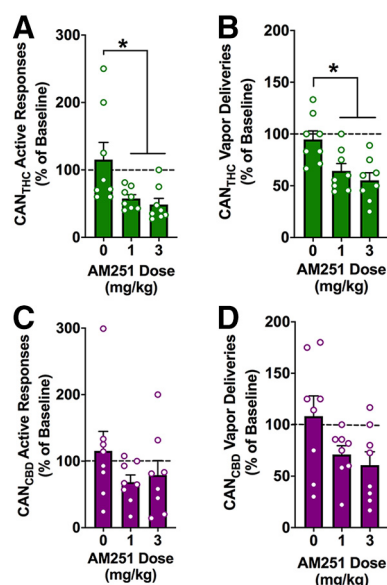 A
*
CAN_THC Active Responses
(% of Baseline)
300
200
100
0
0 1 3
AM251 Dose
(mg/kg)
B
*
CAN_THC Vapor Deliveries
(% of Baseline)
200
150
100
50
0
0 1 3
AM251 Dose
(mg/kg)
C
CAN_CBD Active Responses
(% of Baseline)
300
200
100
0
0 1 3
AM251 Dose
(mg/kg)
D
CAN_CBD Vapor Deliveries
(% of Baseline)
200
150
100
50
0
0 1 3
AM251 Dose
(mg/kg)